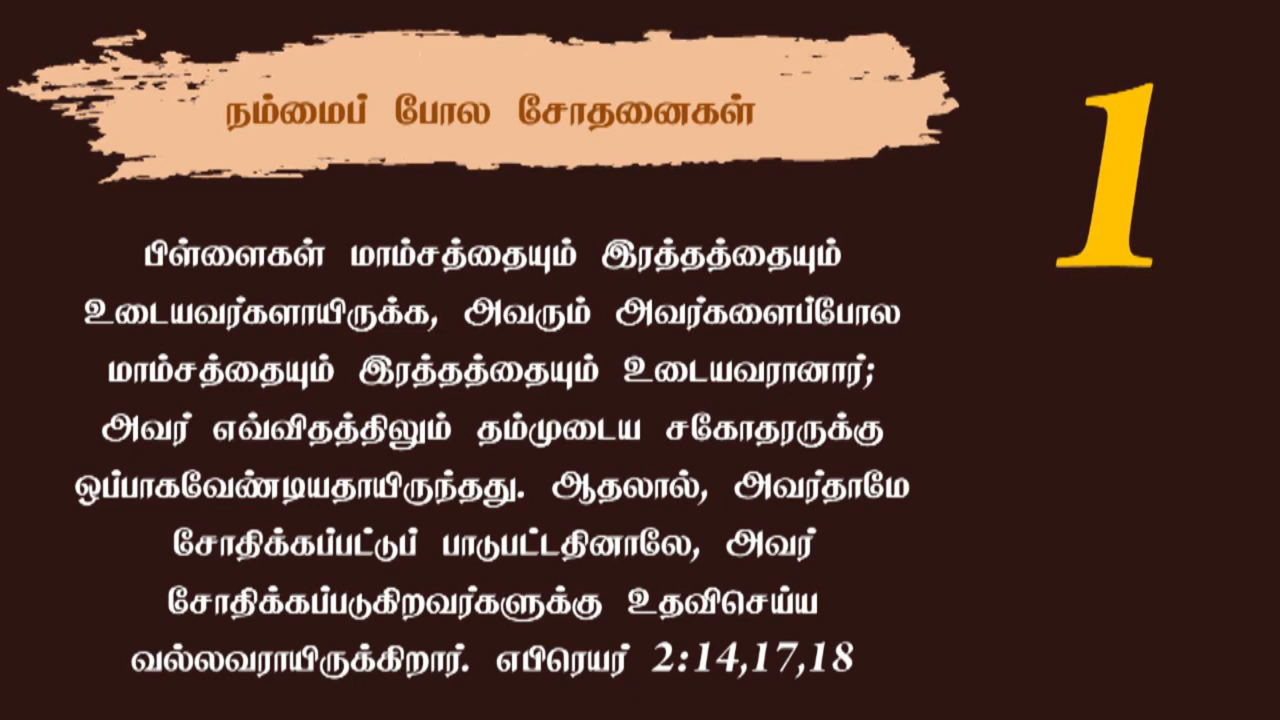 நம்மைப் போல சோதனைகள்
1
பிள்ளைகள் மாம்சத்தையும் இரத்தத்தையும்
உடையவர்களாயிருக்க, அவரும் அவர்களைப்போல
மாம்சத்தையும் இரத்தத்தையும் உடையவரானார்;
அவர் எவ்விதத்திலும் தம்முடைய சகோதரருக்கு
ஒப்பாகவேண்டியதாயிருந்தது. ஆதலால், அவர்தாமே
சோதிக்கப்பட்டுப் பாடுபட்டதினாலே, அவர்
சோதிக்கப்படுகிறவர்களுக்கு உதவிசெய்ய
வல்லவராயிருக்கிறார். எபிரெயர் 2:14,17,18